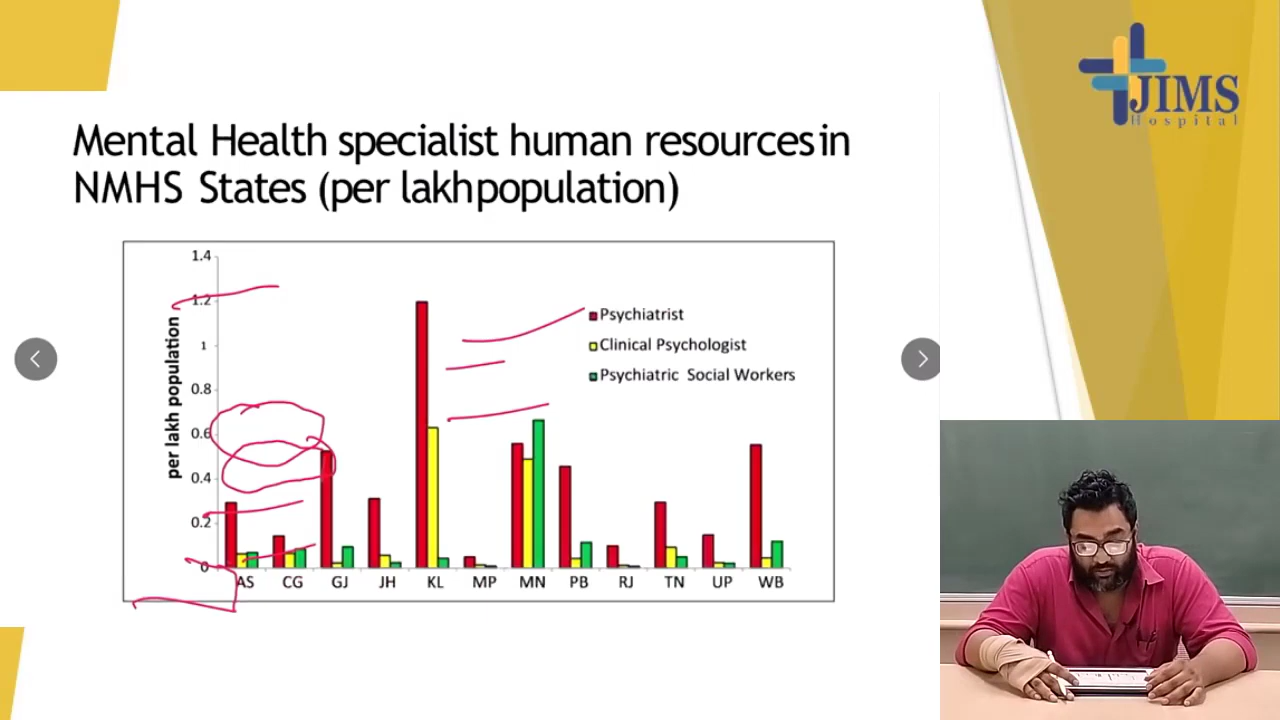 JIMS
Hospital
Mental Health specialist human resources in
NMHS States (per lakh population)
1.4
1.2
1
0.8
0.6
0.4
0.2
0
per lakh population
Psychiatrist
Clinical Psychologist
Psychiatric Social Workers
AS CG GJ JH KL MP MN PB RJ TN UP WB